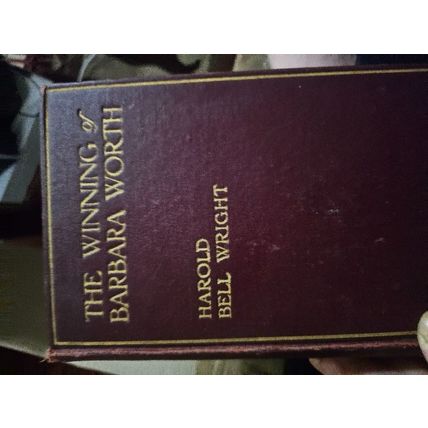 THE WINNING of
BARBARA WORTH
HAROLD
BELL WRIGHT